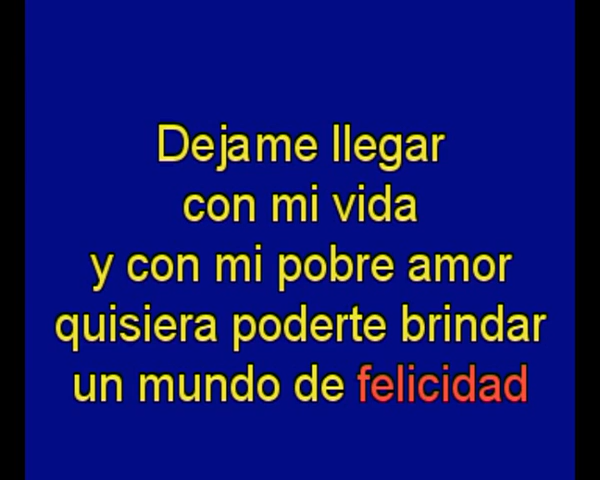 Dejame llegar
con mi vida
y con mi pobre amor
quisiera poderte brindar
un mundo de felicidad